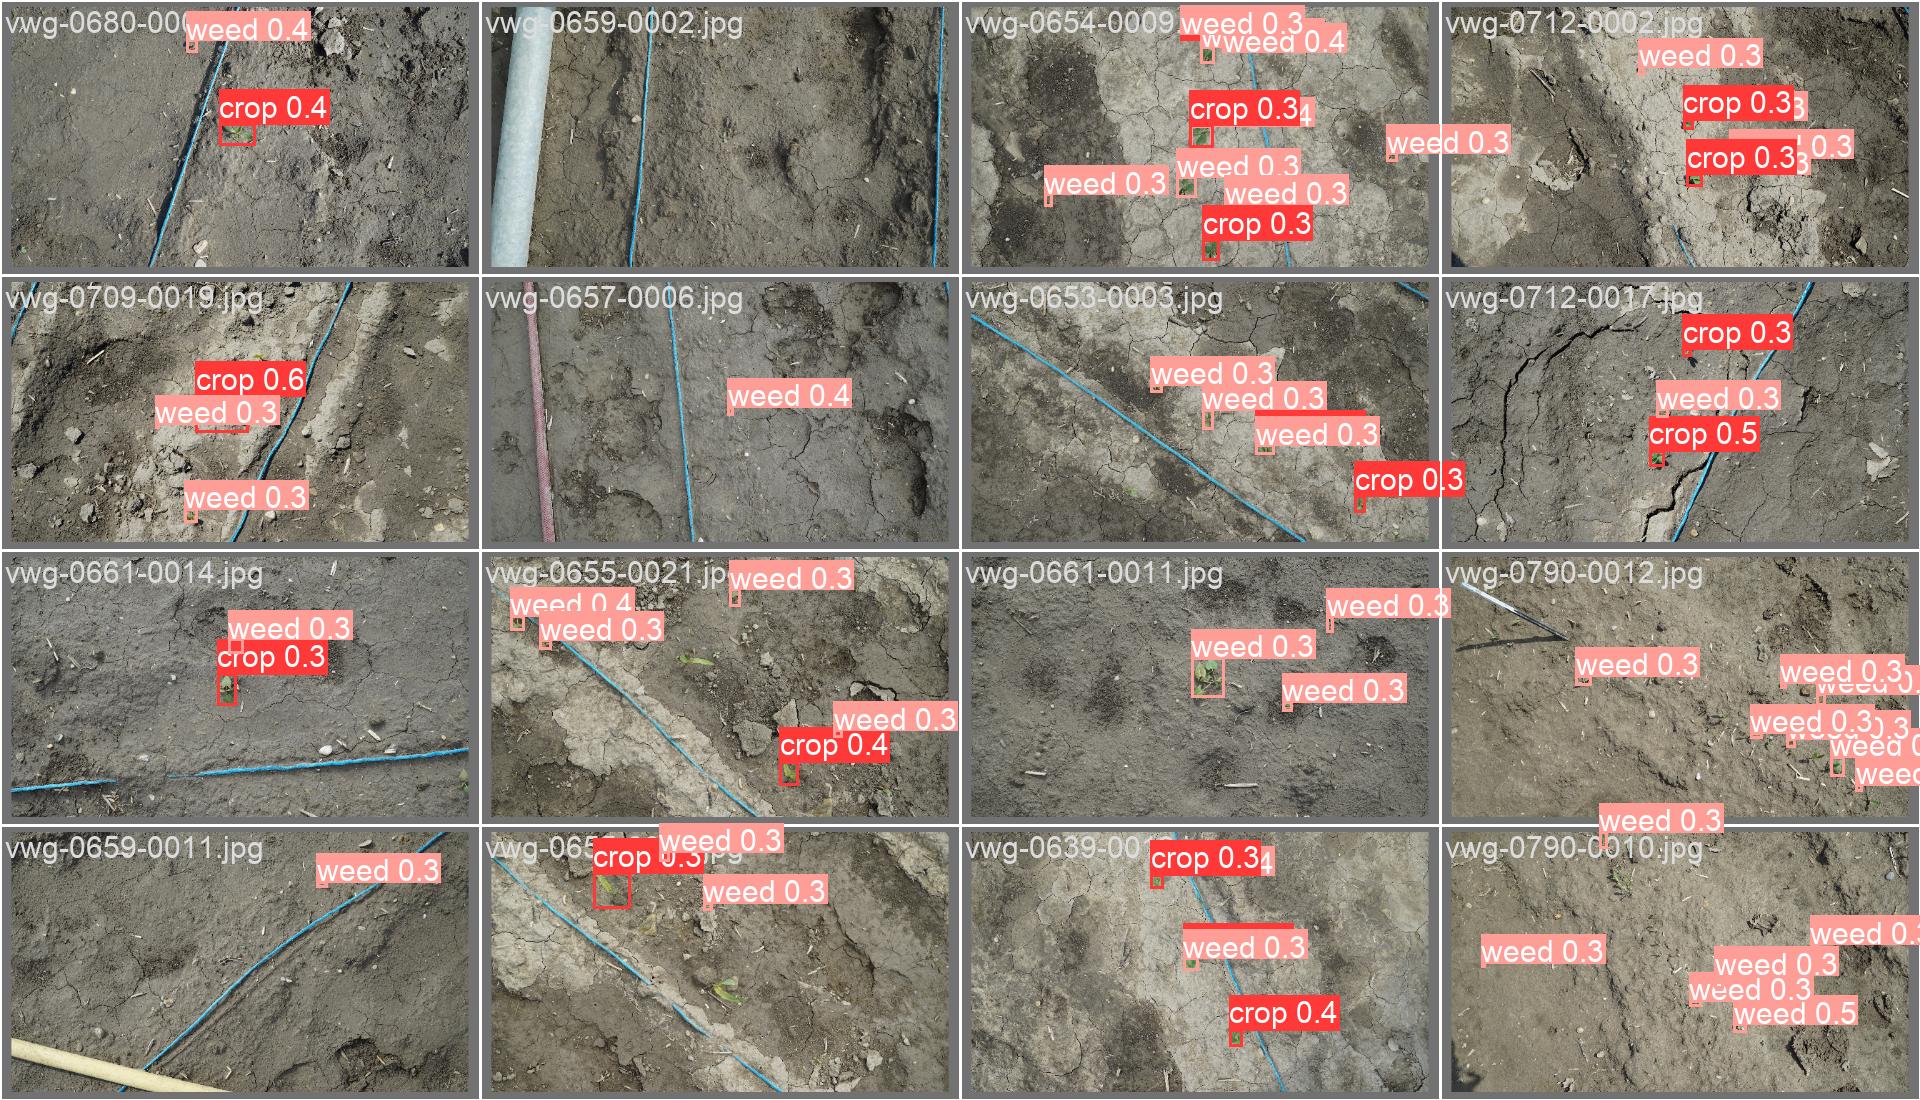 weed 0.4
crop 0.4
vwg-0659-0002.jpg
vwg-0654-0009
weed 0.3
weed 0.4
crop 0.3
weed 0.3
weed 0.3
weed 0.3
weed 0.3
crop 0.3
vwg-0712-0002.jpg
weed 0.3
crop 0.3
crop 0.3
vwg-0709-0019.jpg
crop 0.6
weed 0.3
weed 0.3
vwg-0657-0006.jpg
weed 0.4
vwg-0653-0003.jpg
weed 0.3
weed 0.3
weed 0.3
crop 0.3
vwg-0712-0017.jpg
crop 0.3
weed 0.3
crop 0.5
vwg-0661-0014.jpg
weed 0.3
crop 0.3
vwg-0655-0021.jp
weed 0.3
weed 0.4
weed 0.3
weed 0.3
crop 0.4
vwg-0661-0011.jpg
weed 0.3
weed 0.3
weed 0.3
vwg-0790-0012.jpg
weed 0.3
weed 0.3
weed 0.3
weed
weed
vwg-0659-0011.jpg
weed 0.3
weed 0.3
crop 0.3
weed 0.3
crop 0.3
weed 0.3
crop 0.4
weed 0.3
vwg-0790-0010.jpg
weed 0.3
weed 0.3
weed 0.3
weed 0.3
weed 0.5